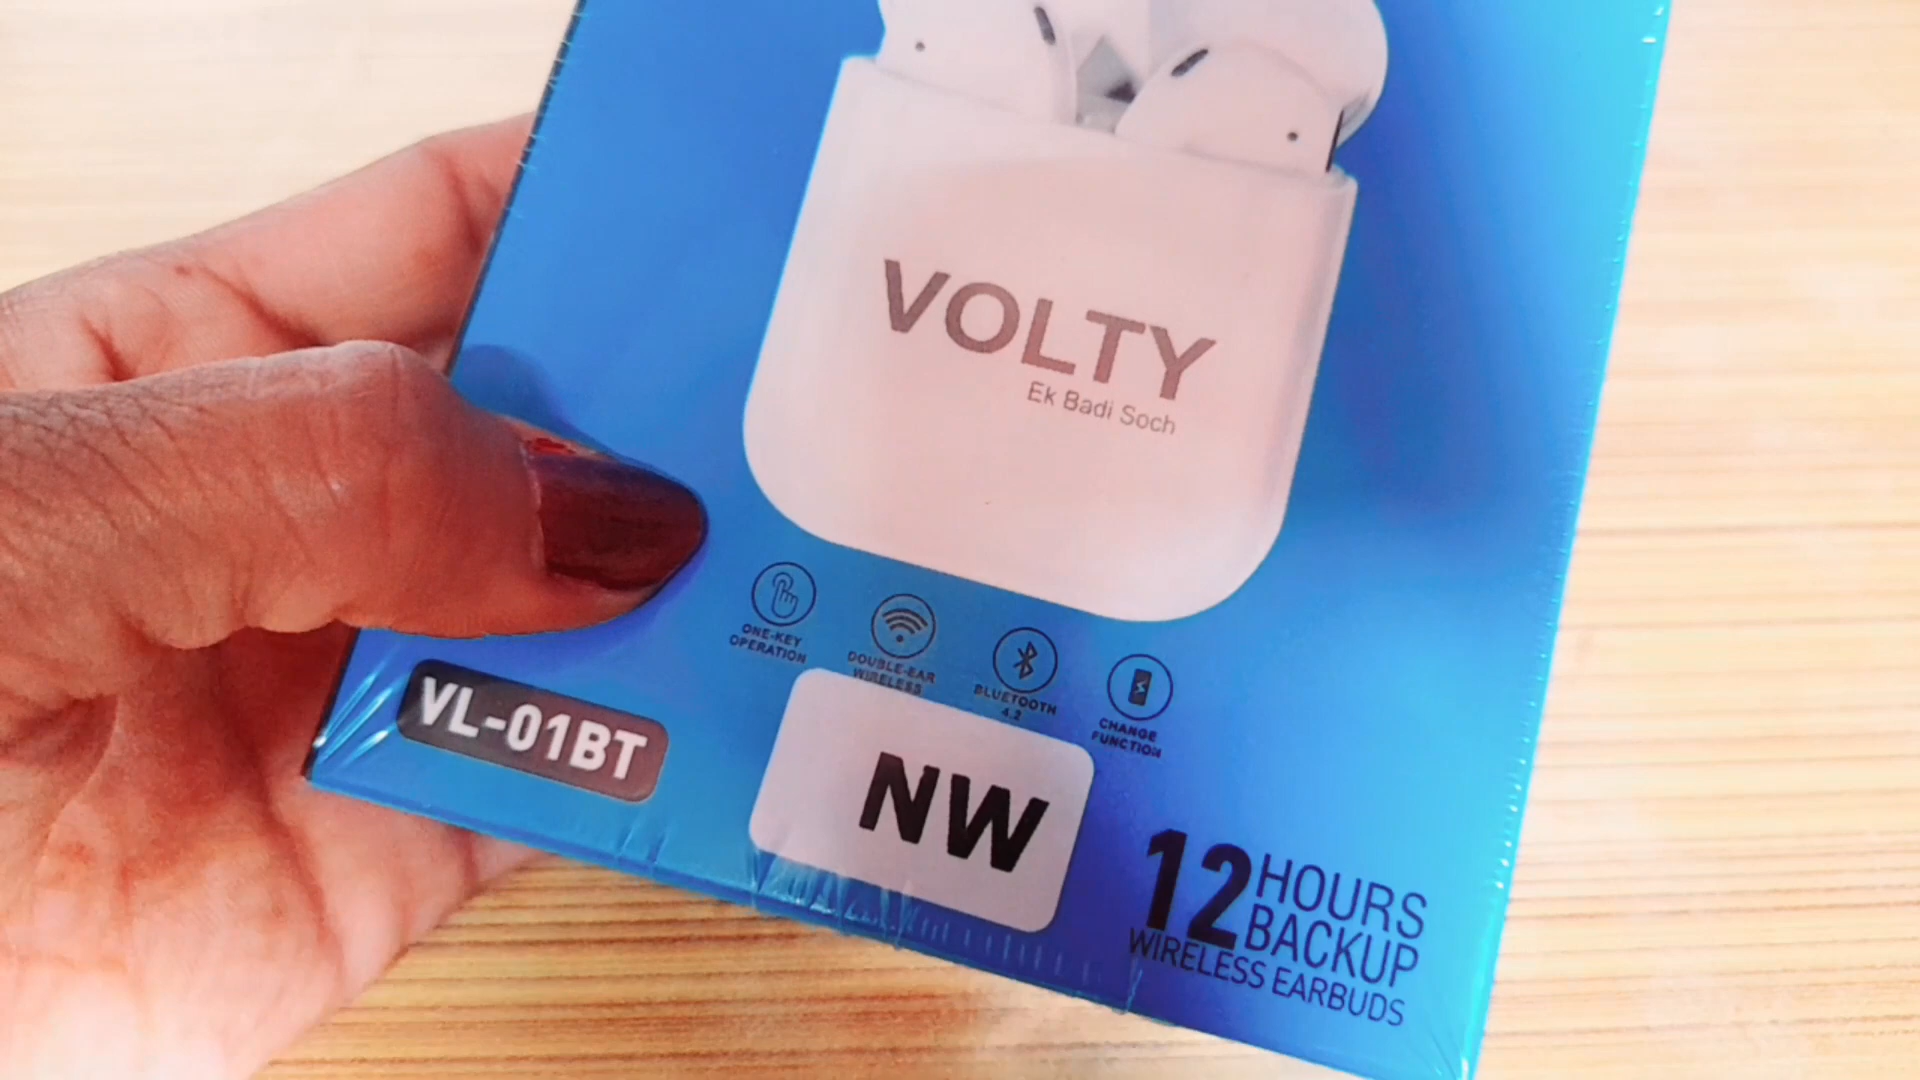 VOLTY
Ek Badi Soch
ONE-KEY
OPERATION
DOUBLE-EAR
WIRELESS
BLUETOOTH
4.2
CHANGE
FUNCTION
VL-01BT
NW
12 HOURS
BACKUP
WIRELESS EARBUDS